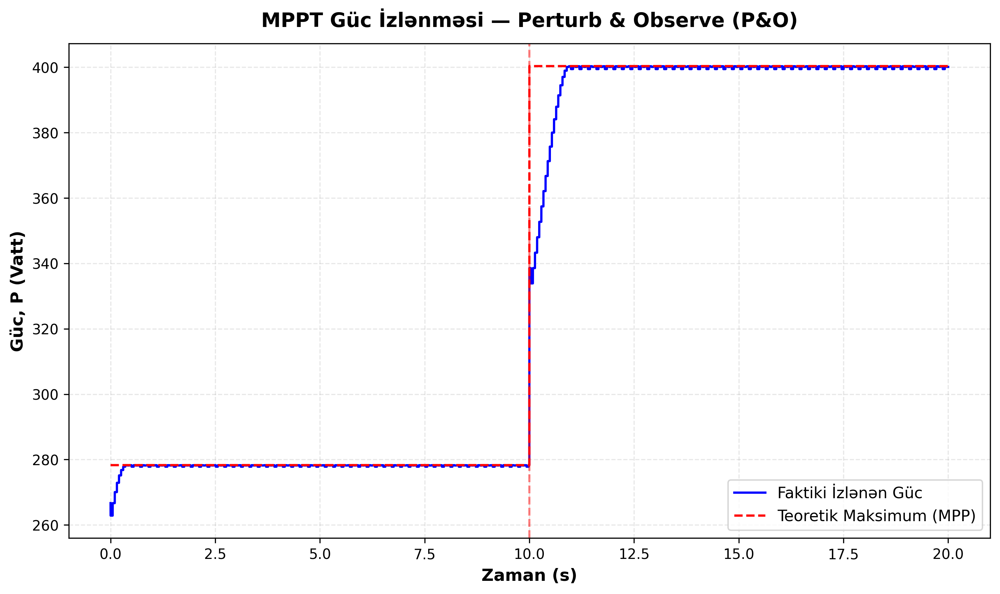 MPPT Güc İzlənməsi — Perturb & Observe (P&O)
Güc, P (Vatt)
400
380
360
340
320
300
280
260
0.0 2.5 5.0 7.5 10.0 12.5 15.0 17.5 20.0
Zaman (s)
Faktiki İzlənən Güc
Teoretik Maksimum (MPP)